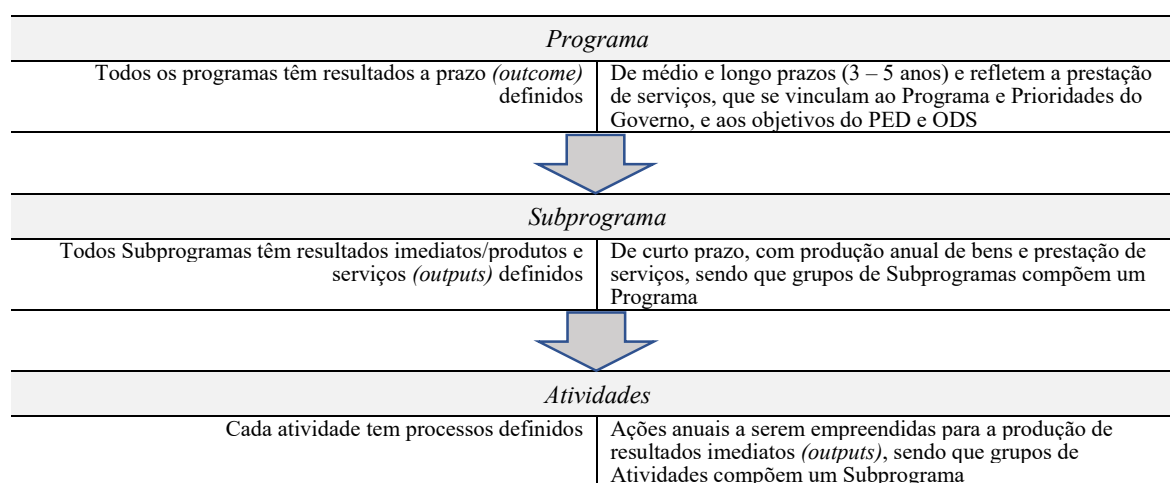 Programa
Todos os programas têm resultados a prazo (outcome)
definidos
De médio e longo prazos (3 – 5 anos) e refletem a prestação
de serviços, que se vinculam ao Programa e Prioridades do
Governo, e aos objetivos do PED e ODS
Subprograma
Todos Subprogramas têm resultados imediatos/produtos e
serviços (outputs) definidos
De curto prazo, com produção anual de bens e prestação de
serviços, sendo que grupos de Subprogramas compõem um
Programa
Atividades
Cada atividade tem processos definidos
Ações anuais a serem empreendidas para a produção de
resultados imediatos (outputs), sendo que grupos de
Atividades compõem um Subprograma